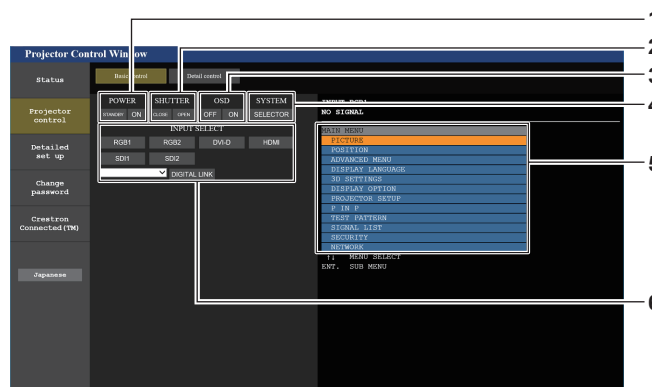 1
Projector Control Window
2
Status
Basic control
Detail control
3
POWER
SHUTTER
OSD
SYSTEM
4
STANDBY ON
CLOSE OPEN
OFF ON
SELECTOR
NO SIGNAL
Projector control
INPUT SELECT
MAIN MENU
RGB1 RGB2 DVI-D HDMI
PICTURE
5
POSITION
Detailed set up
SDI1 SDI2
ADVANCED MENU
DISPLAY LANGUAGE
DIGITAL LINK
3D SETTINGS
DISPLAY OPTION
Change password
PROJECTOR SETUP
P IN P
TEST PATTERN
Crestron Connected(TM)
SIGNAL LIST
SECURITY
NETWORK
↑↓ MENU SELECT
ENT. SUB MENU
Japanese
6